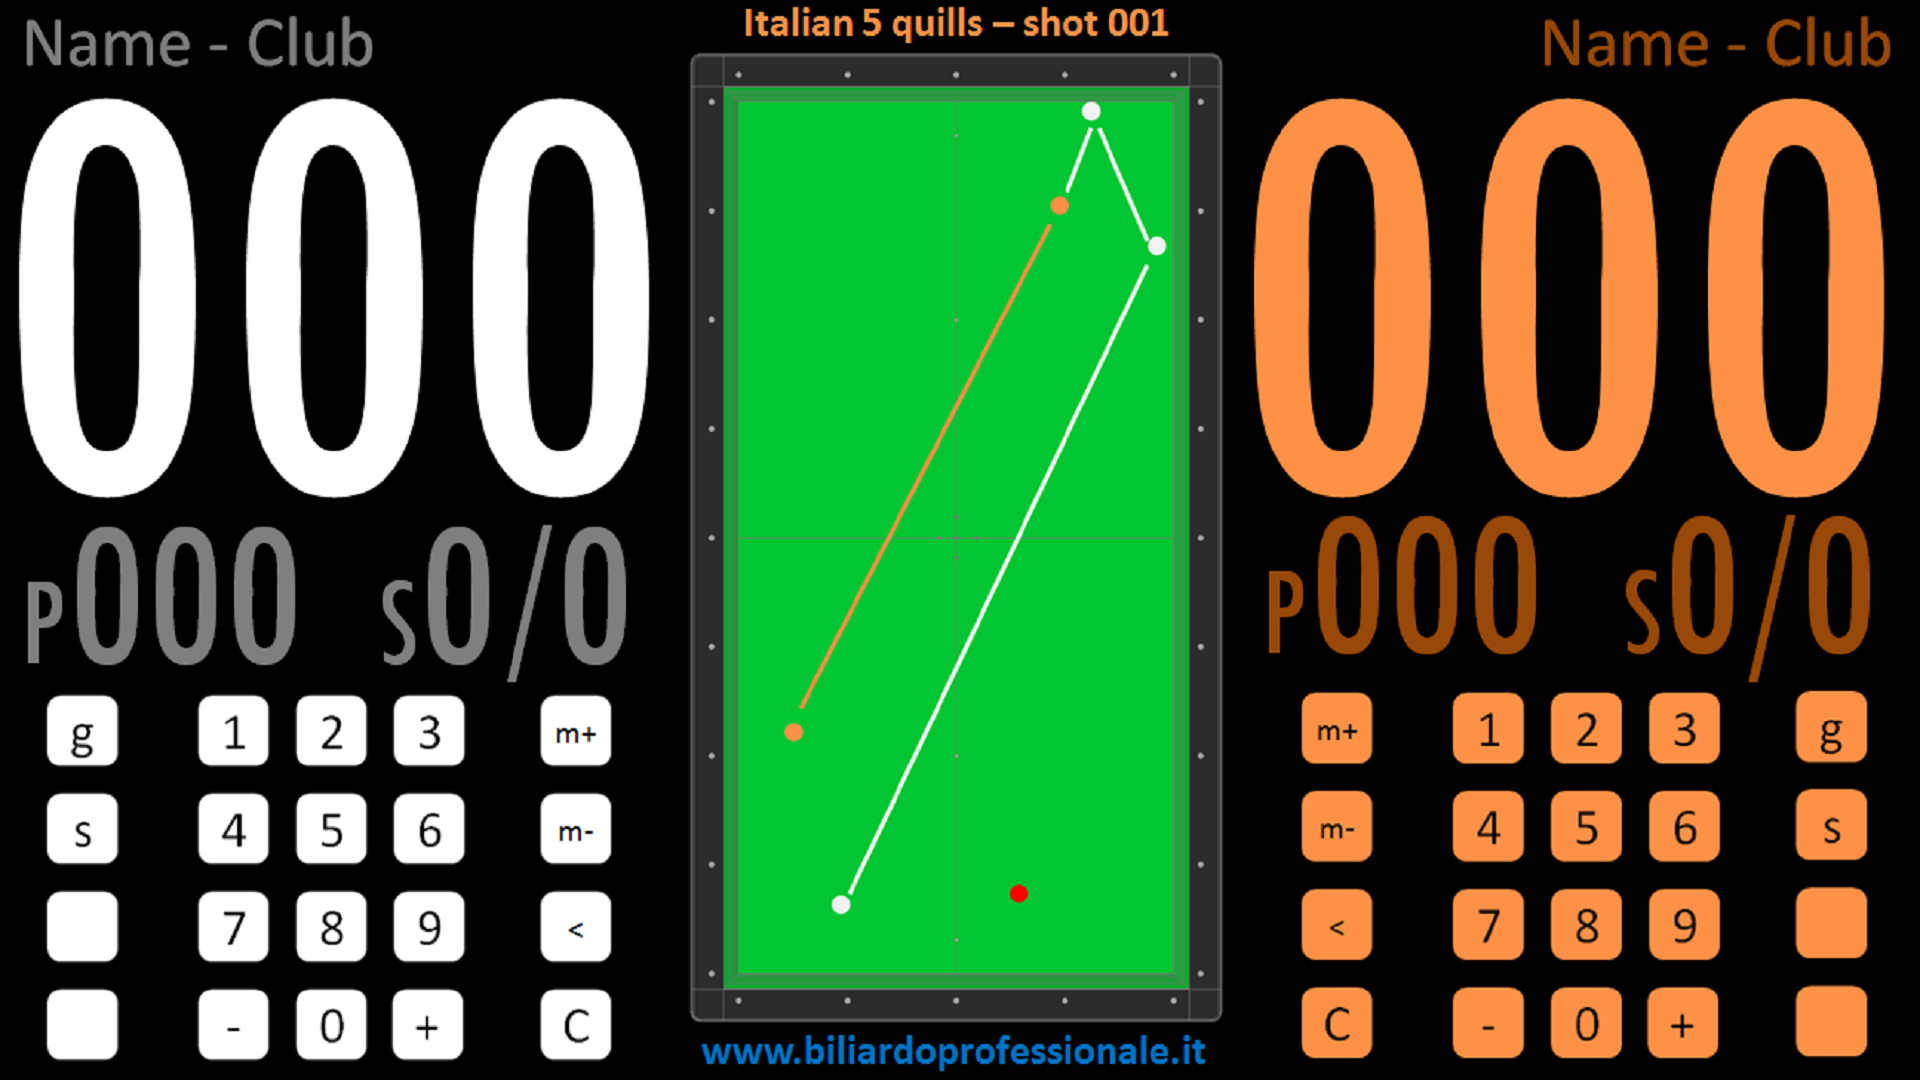 Name - Club
Italian 5 quills – shot 001
Name - Club
000
000
P000 S0/0
P000 S0/0
g 1 2 3 m+
s 4 5 6 m-
7 8 9 <
- 0 + C
m+ 1 2 3 g
m- 4 5 6 s
< 7 8 9
C - 0 +
www.biliardoprofessionale.it